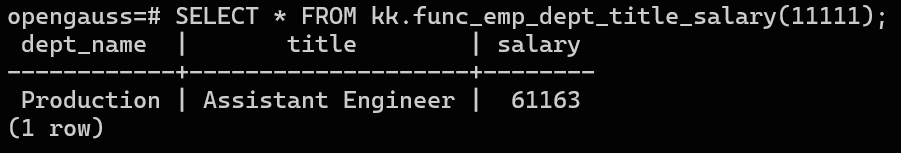 opengauss=# SELECT * FROM kk.func_emp_dept_title_salary(11111);
 dept_name  |       title        | salary
------------+--------------------+--------
 Production | Assistant Engineer |  61163
(1 row)